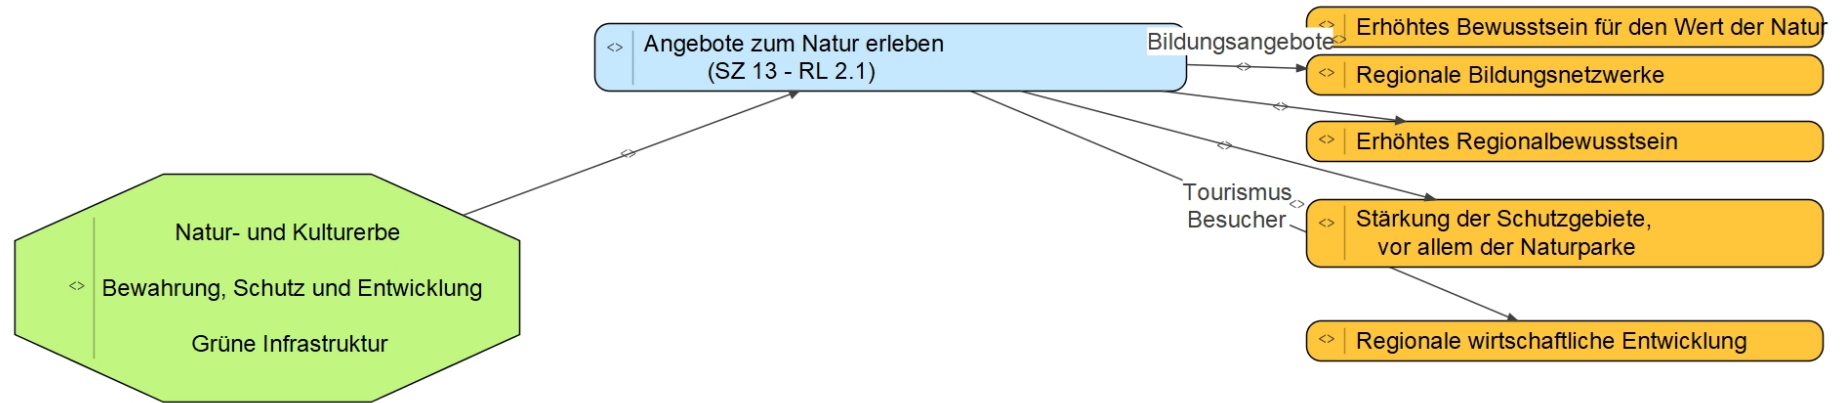 Angebote zum Natur erleben
(SZ 13 - RL 2.1)
Bildungsangebote
Erhöhtes Bewusstsein für den Wert der Natur
Regionale Bildungsnetzwerke
Erhöhtes Regionalbewusstsein
Tourismus
Besucher
Stärkung der Schutzgebiete,
vor allem der Naturparke
Regionale wirtschaftliche Entwicklung
Natur- und Kulturerbe
Bewahrung, Schutz und Entwicklung
Grüne Infrastruktur